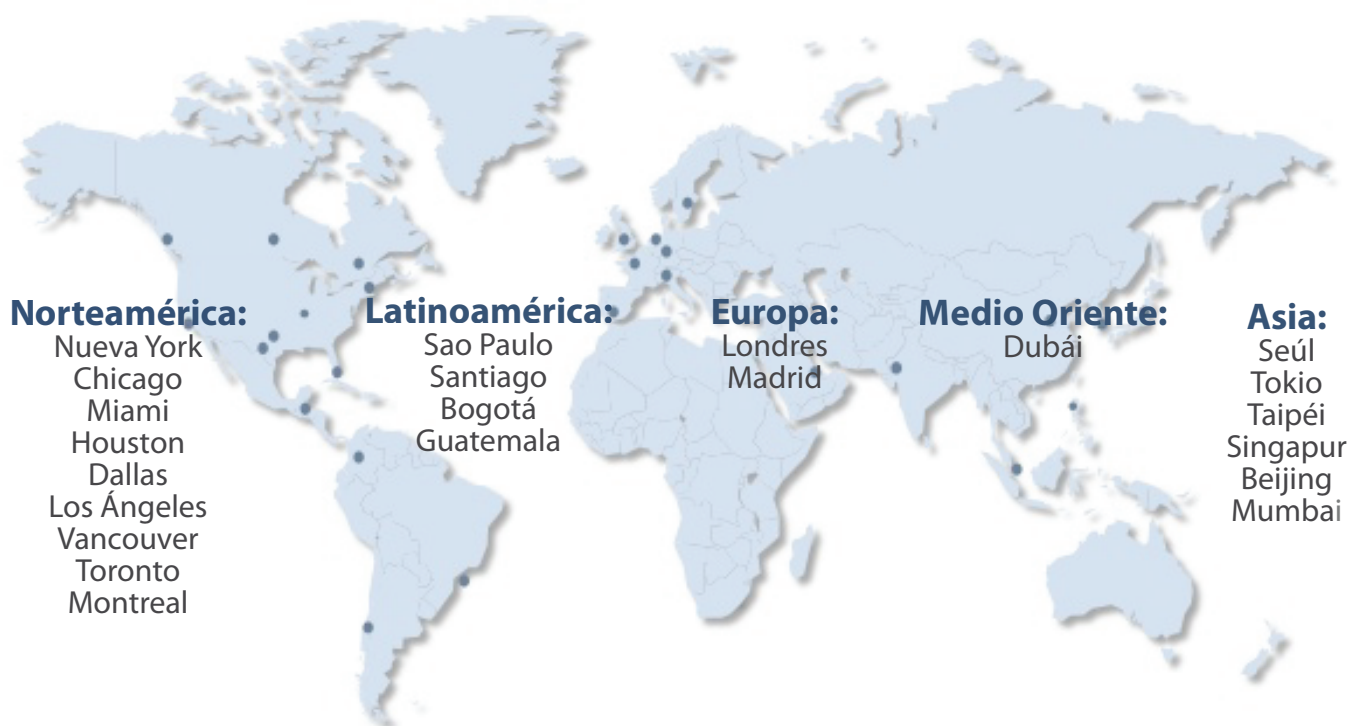 Norteamérica:
Nueva York
Chicago
Miami
Houston
Dallas
Los Ángeles
Vancouver
Toronto
Montreal
Latinoamérica:
Sao Paulo
Santiago
Bogotá
Guatemala
Europa:
Londres
Madrid
Medio Oriente:
Dubái
Asia:
Seúl
Tokio
Taipéi
Singapur
Beijing
Mumbai